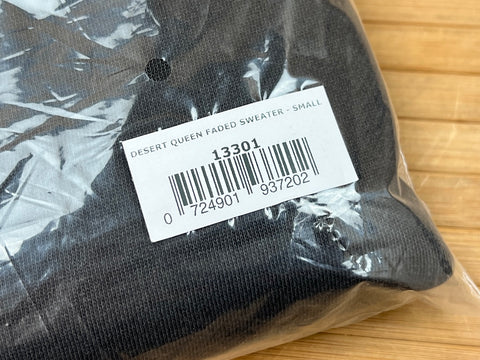 DESERT QUEEN FADED SWEATER - SMALL
13301
0 724901 937202